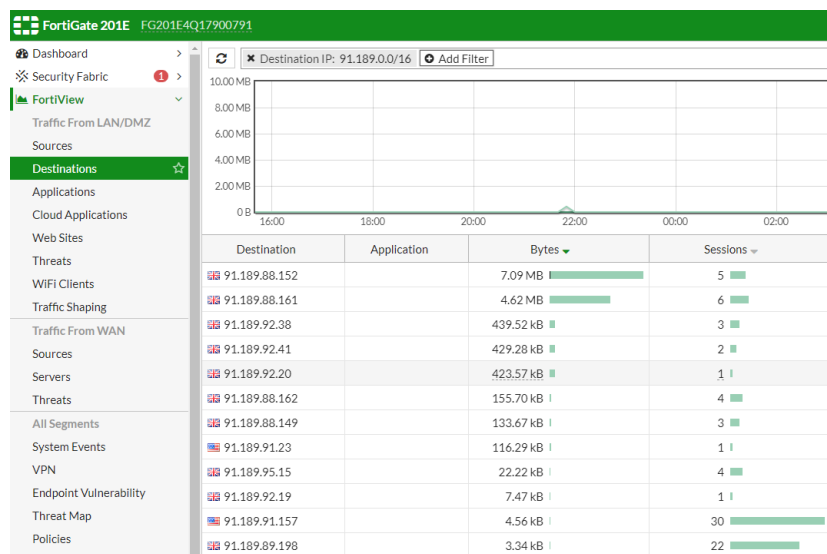 FortiGate 201E FG201E4Q17900791
Dashboard
Security Fabric 1
FortiView
Traffic From LAN/DMZ
Sources
Destinations
Applications
Cloud Applications
Web Sites
Threats
WiFi Clients
Traffic Shaping
Traffic From WAN
Sources
Servers
Threats
All Segments
System Events
VPN
Endpoint Vulnerability
Threat Map
Policies
Destination IP: 91.189.0.0/16 Add Filter
10.00 MB
8.00 MB
6.00 MB
4.00 MB
2.00 MB
0 B
16:00 18:00 20:00 22:00 00:00 02:00
Destination Application Bytes Sessions
91.189.88.152 7.09 MB 5
91.189.88.161 4.62 MB 6
91.189.92.38 439.52 kB 3
91.189.92.41 429.28 kB 2
91.189.92.20 423.57 kB 1
91.189.88.162 155.70 kB 4
91.189.88.149 133.67 kB 3
91.189.91.23 116.29 kB 1
91.189.95.15 22.22 kB 4
91.189.92.19 7.47 kB 1
91.189.91.157 4.56 kB 30
91.189.89.198 3.34 kB 22